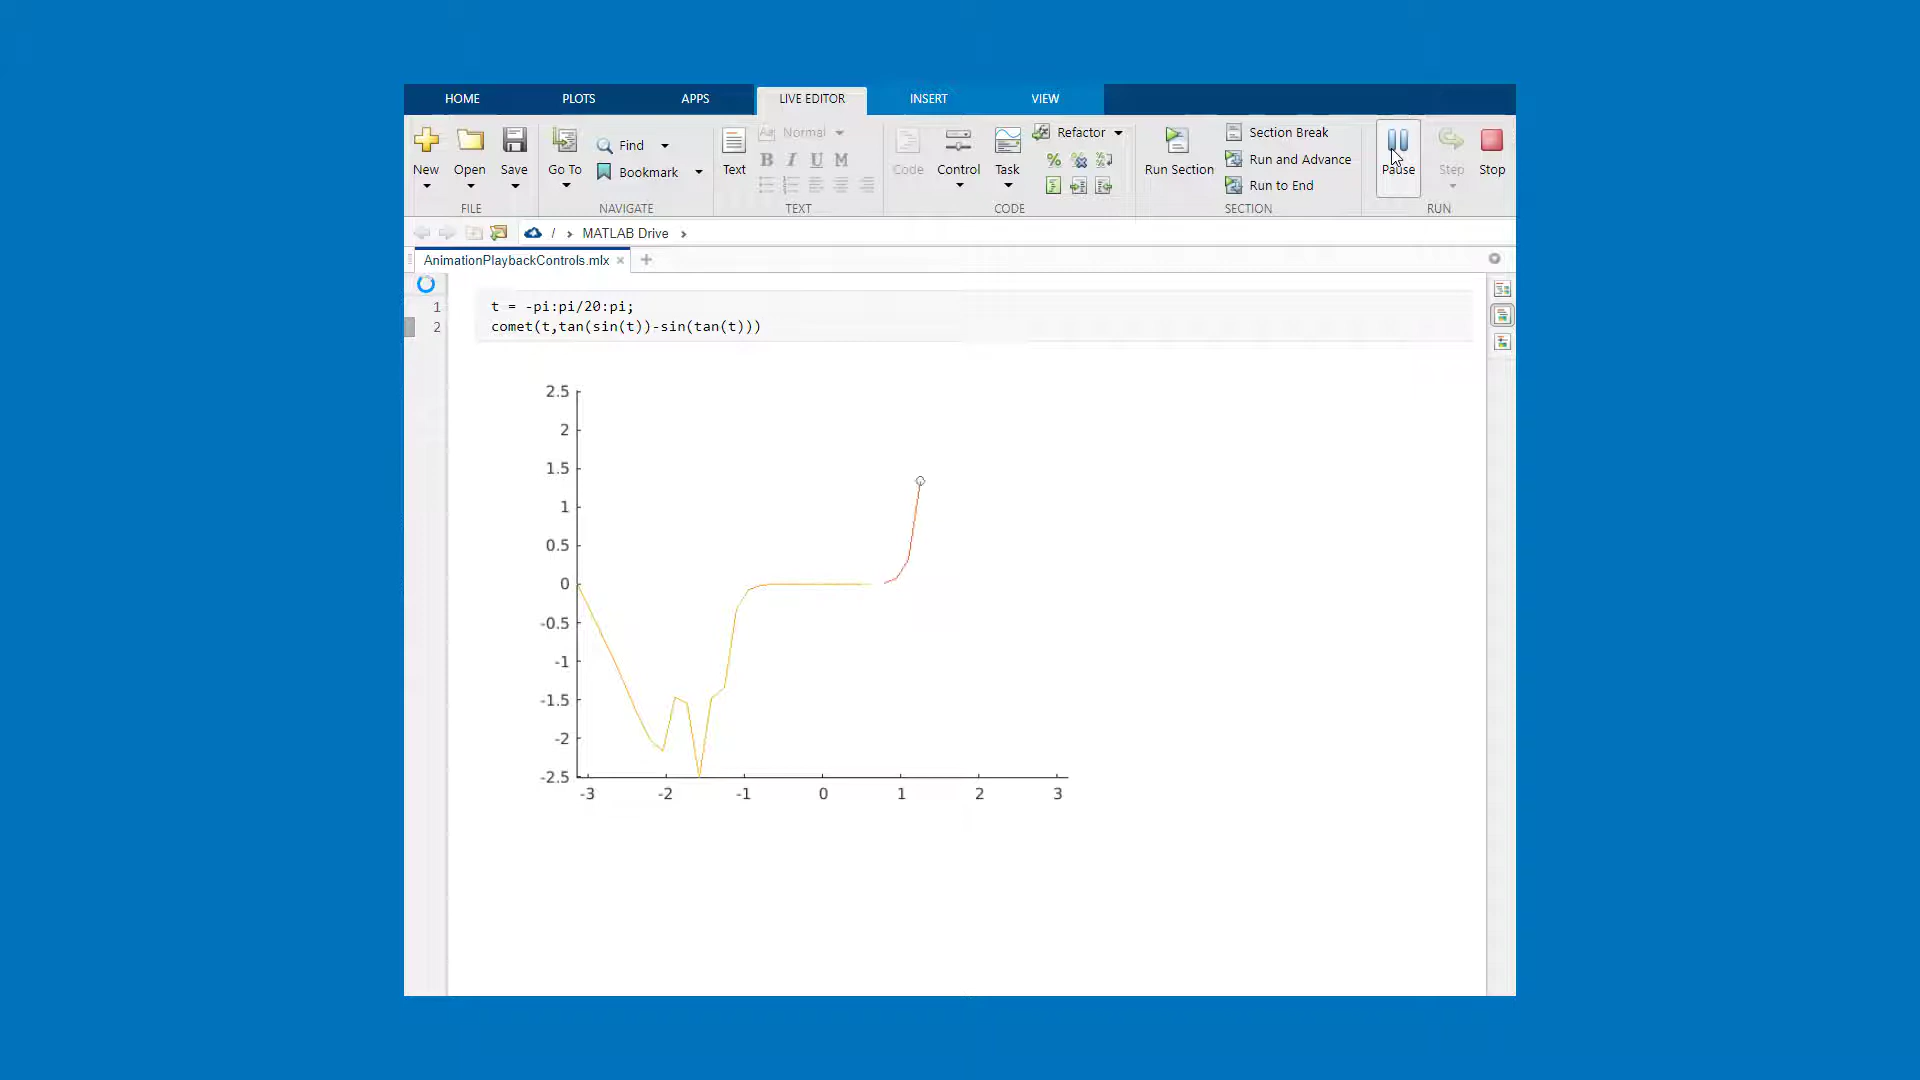 HOME PLOTS APPS LIVE EDITOR INSERT VIEW
New Open Save Go To Find Bookmark Text Aa Normal B I U M Code Control Task Refactor Run Section Section Break Run and Advance Run to End Pause Step Stop
FILE NAVIGATE TEXT CODE SECTION RUN
/ MATLAB Drive
AnimationPlaybackControls.mlx × +
1 t = -pi:pi/20:pi;
2 comet(t,tan(sin(t))-sin(tan(t)))
2.5
2
1.5
1
0.5
0
-0.5
-1
-1.5
-2
-2.5
-3 -2 -1 0 1 2 3